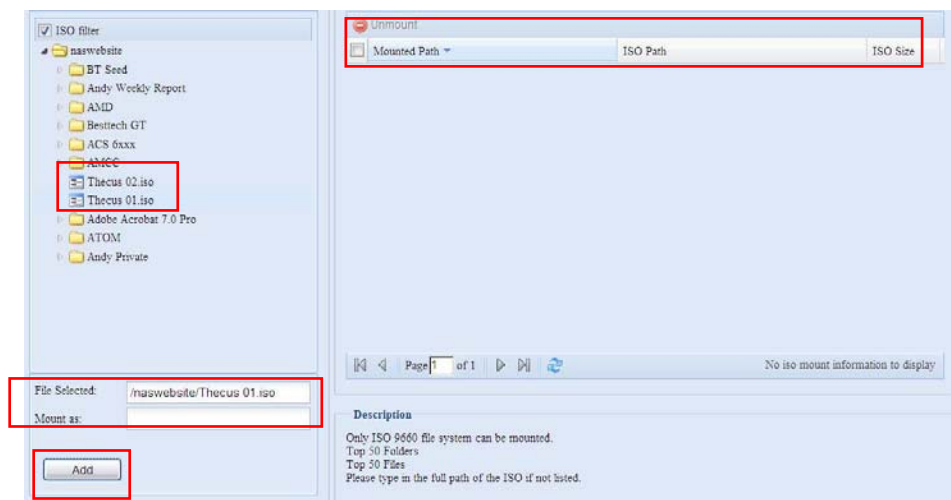 ISO filter
naswebsite
BT Seed
Andy Weekly Report
AMD
Besttech GT
ACS 6xxx
AMCC
Thecus 02.iso
Thecus 01.iso
Adobe Acrobat 7.0 Pro
ATOM
Andy Private
File Selected: /naswebsite/Thecus 01.iso
Mount as:
Add
Unmount
Mounted Path ISO Path ISO Size
Page 1 of 1 No iso mount information to display
Description
Only ISO 9660 file system can be mounted.
Top 50 Folders
Top 50 Files
Please type in the full path of the ISO if not listed.